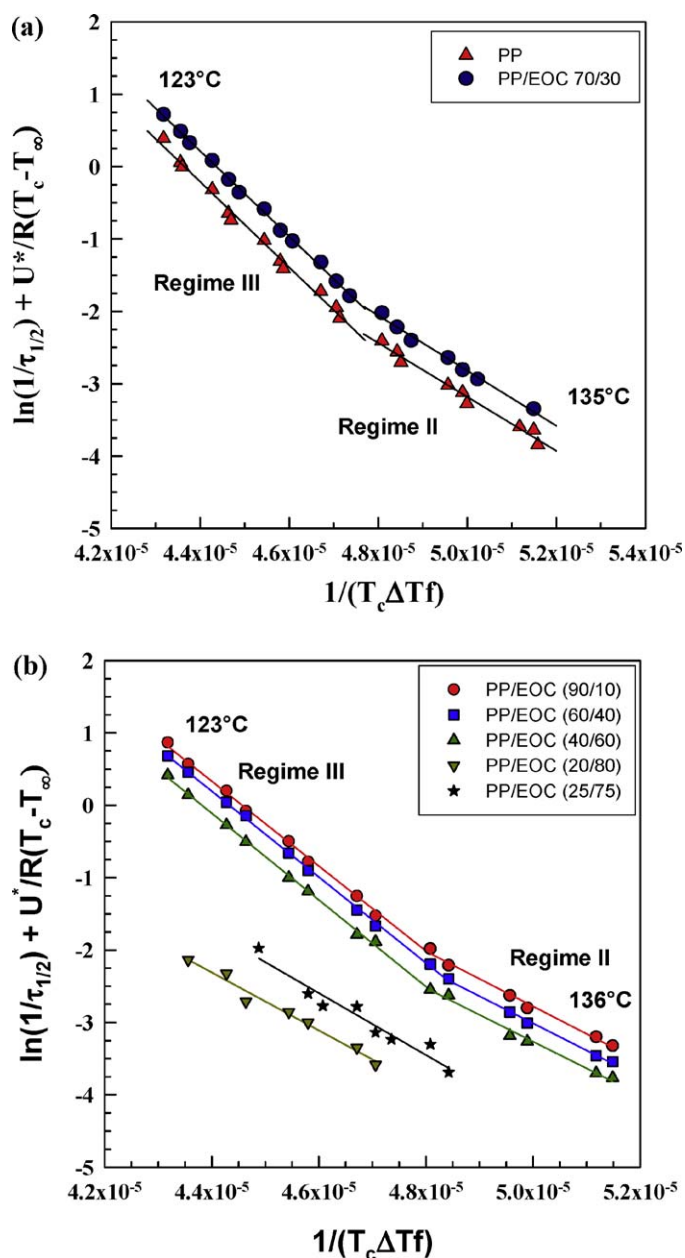 (a)
2
1
0
-1
-2
-3
-4
-5
ln(1/τ1/2) + U*/R(Tc-T∞)
123°C
PP
PP/EOC 70/30
Regime III
Regime II
135°C
4.2x10-5 4.4x10-5 4.6x10-5 4.8x10-5 5.0x10-5 5.2x10-5 5.4x10-5
1/(TcΔTf)
(b)
2
1
0
-1
-2
-3
-4
-5
ln(1/τ1/2) + U*/R(Tc-T∞)
123°C
Regime III
PP/EOC (90/10)
PP/EOC (60/40)
PP/EOC (40/60)
PP/EOC (20/80)
PP/EOC (25/75)
Regime II
136°C
4.2x10-5 4.4x10-5 4.6x10-5 4.8x10-5 5.0x10-5 5.2x10-5
1/(TcΔTf)